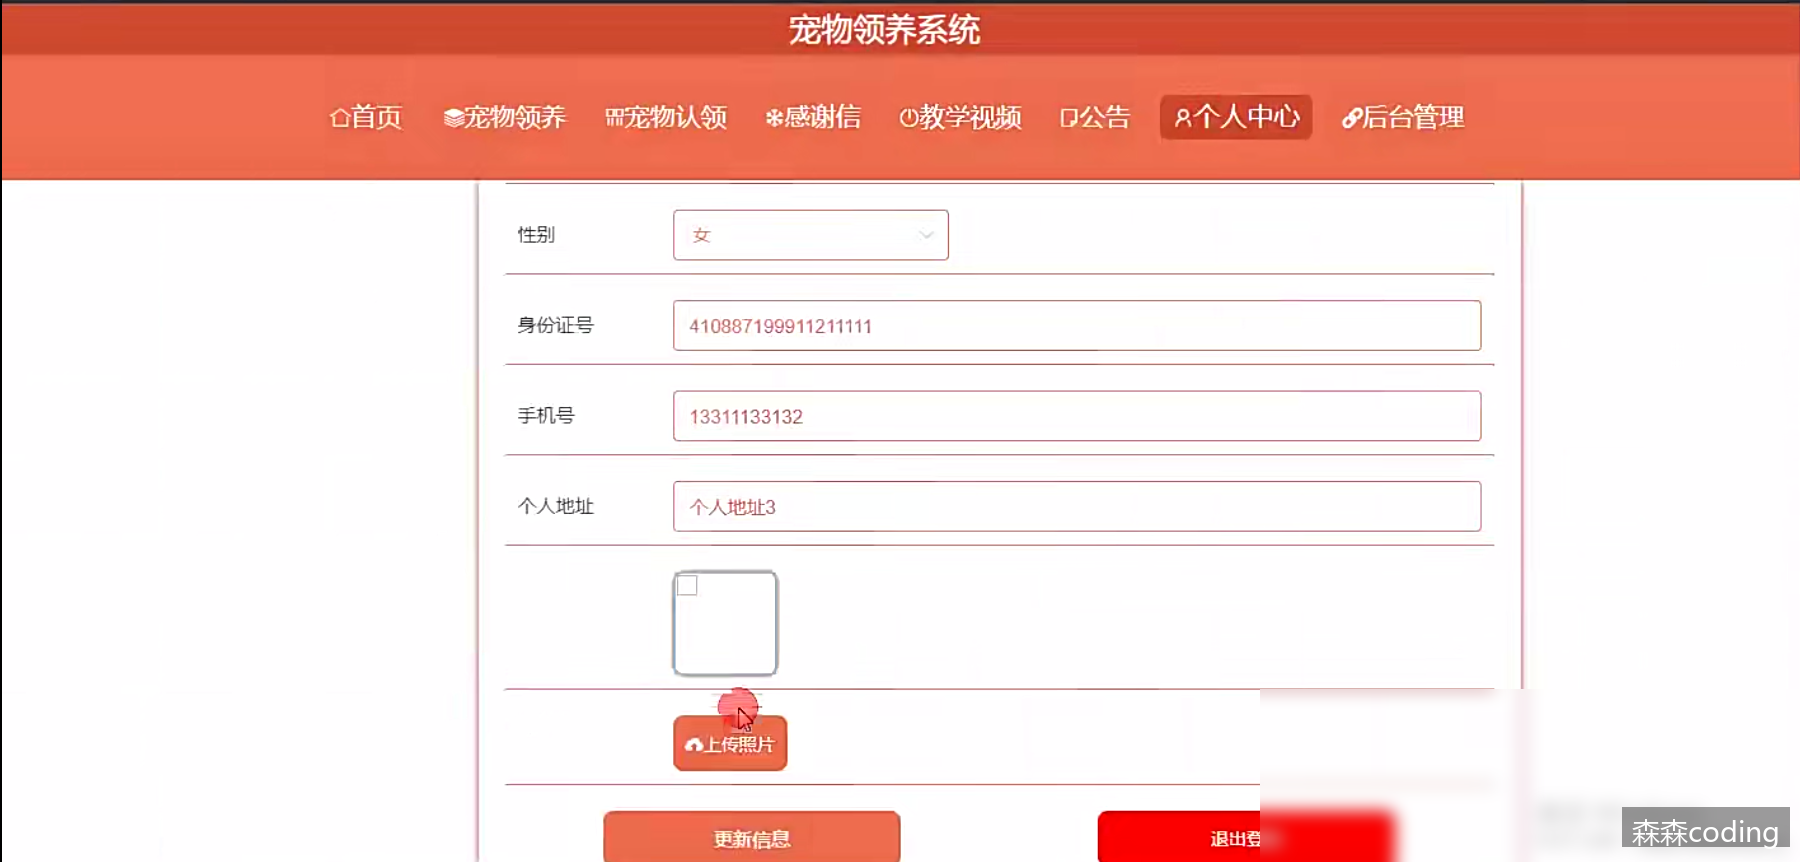 宠物领养系统
首页 宠物领养 宠物认领 感谢信 教学视频 公告 个人中心 后台管理
性别 女
身份证号 410887199911211111
手机号 13311133132
个人地址 个人地址3
上传照片
更新信息 退出登
森森coding